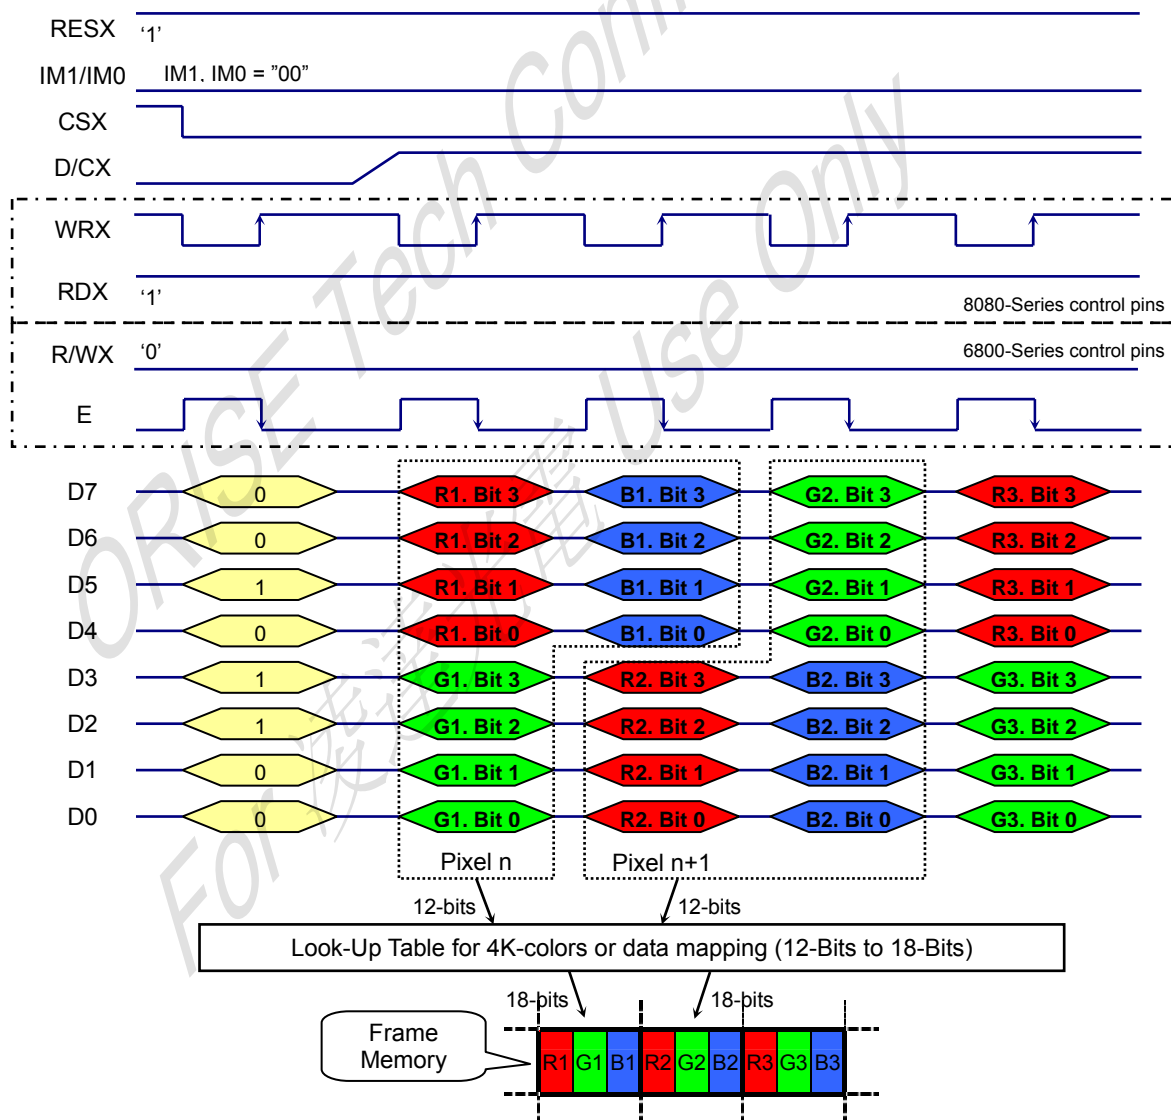 RESX '1'
IM1/IM0 IM1, IM0 = "00"
CSX
D/CX
WRX
RDX '1'
8080-Series control pins
R/WX '0' 6800-Series control pins
E
D7 0 R1. Bit 3 B1. Bit 3 G2. Bit 3 R3. Bit 3
D6 0 R1. Bit 2 B1. Bit 2 G2. Bit 2 R3. Bit 2
D5 1 R1. Bit 1 B1. Bit 1 G2. Bit 1 R3. Bit 1
D4 0 R1. Bit 0 B1. Bit 0 G2. Bit 0 R3. Bit 0
D3 1 G1. Bit 3 R2. Bit 3 B2. Bit 3 G3. Bit 3
D2 1 G1. Bit 2 R2. Bit 2 B2. Bit 2 G3. Bit 2
D1 0 G1. Bit 1 R2. Bit 1 B2. Bit 1 G3. Bit 1
D0 0 G1. Bit 0 R2. Bit 0 B2. Bit 0 G3. Bit 0
Pixel n Pixel n+1
12-bits 12-bits
Look-Up Table for 4K-colors or data mapping (12-Bits to 18-Bits)
18-bits 18-bits
Frame
Memory
R1 G1 B1 R2 G2 B2 R3 G3 B3
ORISE Tech
For 凌達光電 Use Only